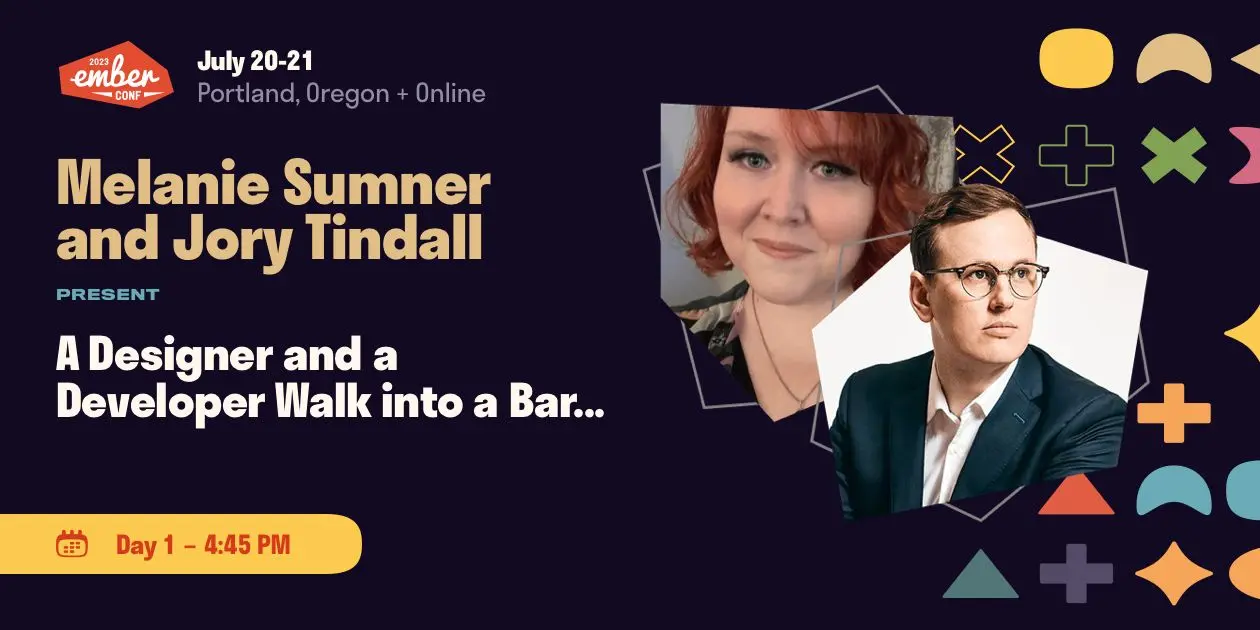 2023
ember
CONF
July 20-21
Portland, Oregon + Online
Melanie Sumner
and Jory Tindall
PRESENT
A Designer and a
Developer Walk into a Bar...
Day 1 – 4:45 PM